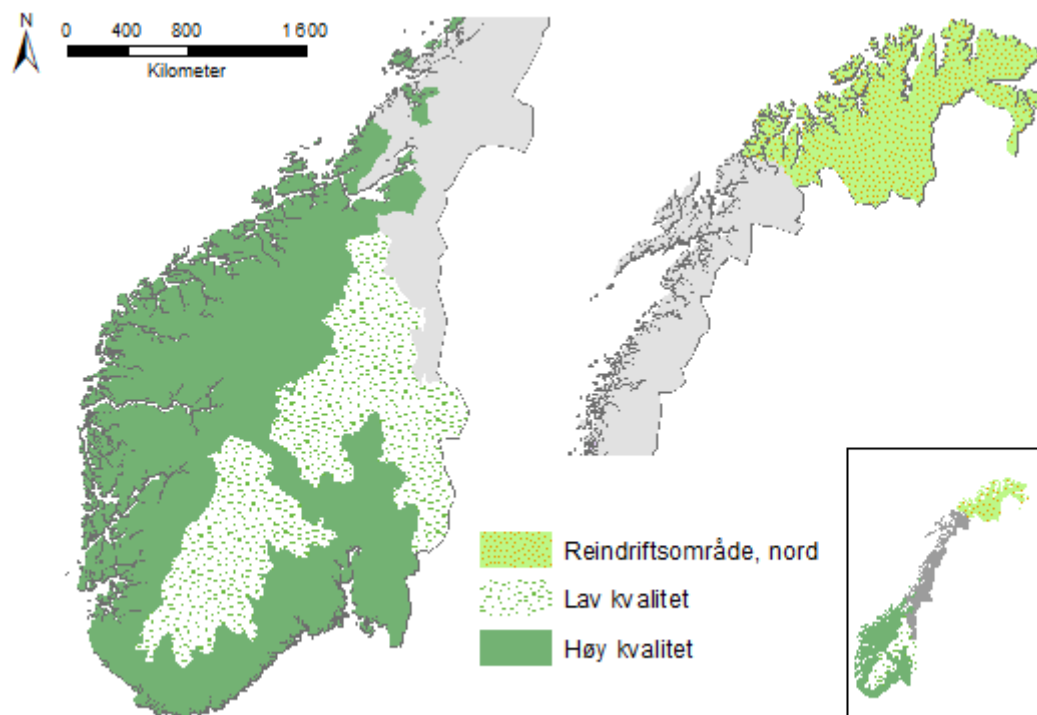 N
0 400 800 1 600
Kilometer
Reindriftsområde, nord
Lav kvalitet
Høy kvalitet